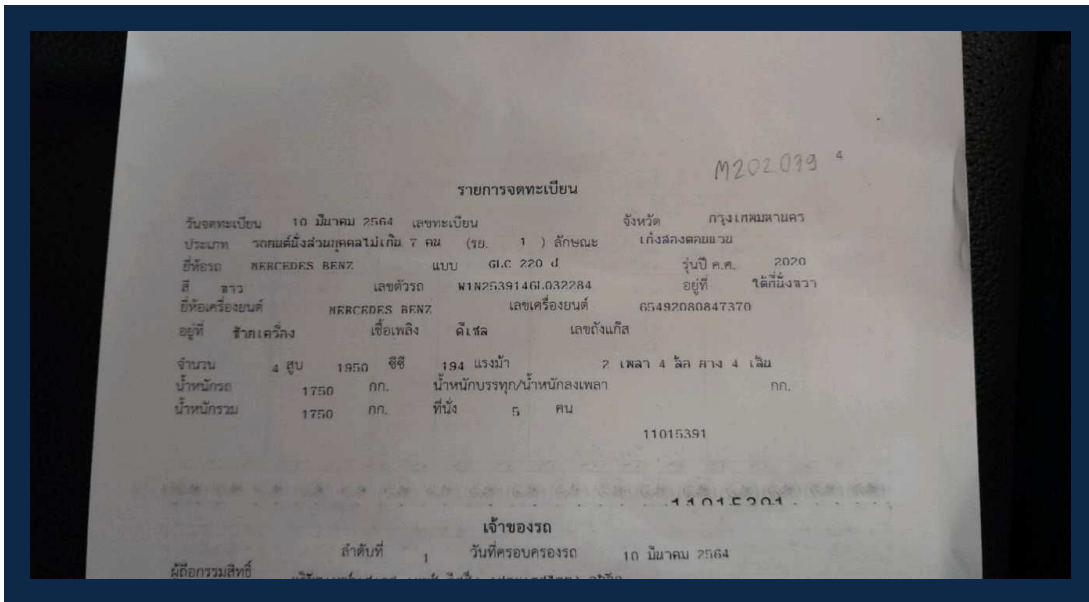 M202079 4
รายการจดทะเบียน
วันจดทะเบียน 10 มีนาคม 2564 เลขทะเบียน จังหวัด กรุงเทพมหานคร
ประเภท รถยนต์นั่งส่วนบุคคลไม่เกิน 7 คน (รย. 1 ) ลักษณะ เก๋งสองตอนแวน
ยี่ห้อรถ MERCEDES BENZ แบบ GLC 220 d รุ่นปี ค.ศ. 2020
สี ขาว เลขตัวรถ W1N2539146L032284 อยู่ที่ ใต้ที่นั่งขวา
ยี่ห้อเครื่องยนต์ MERCEDES BENZ เลขเครื่องยนต์ 65492080847370
อยู่ที่ ซ้ายเครื่อง เชื้อเพลิง ดีเซล เลขถังแก๊ส
จำนวน 4 สูบ 1950 ซีซี 194 แรงม้า 2 เพลา 4 ล้อ ยาง 4 เส้น
น้ำหนักรถ 1750 กก. น้ำหนักบรรทุก/น้ำหนักลงเพลา กก.
น้ำหนักรวม 1750 กก. ที่นั่ง 5 คน
11015391
11015391
เจ้าของรถ
ลำดับที่ 1 วันที่ครอบครองรถ 10 มีนาคม 2564
ผู้ถือกรรมสิทธิ์